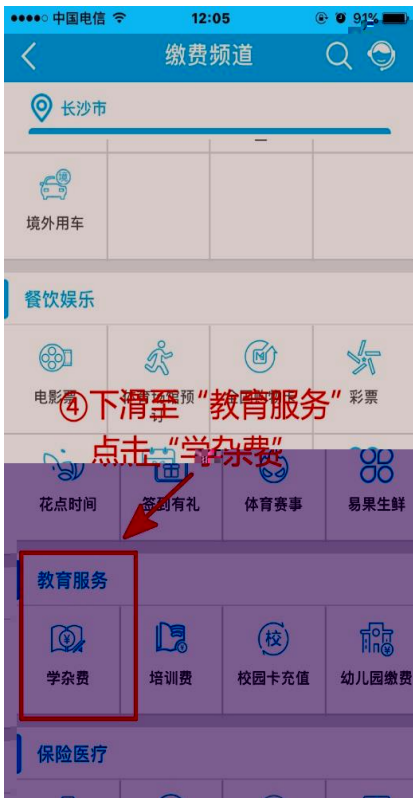 中国电信 12:05 91%
缴费频道
长沙市
境外用车
餐饮娱乐
电影票 彩票
④下滑至“教育服务”
点击“学杂费”
花点时间 签到有礼 体育赛事 易果生鲜
教育服务
学杂费 培训费 校园卡充值 幼儿园缴费
保险医疗